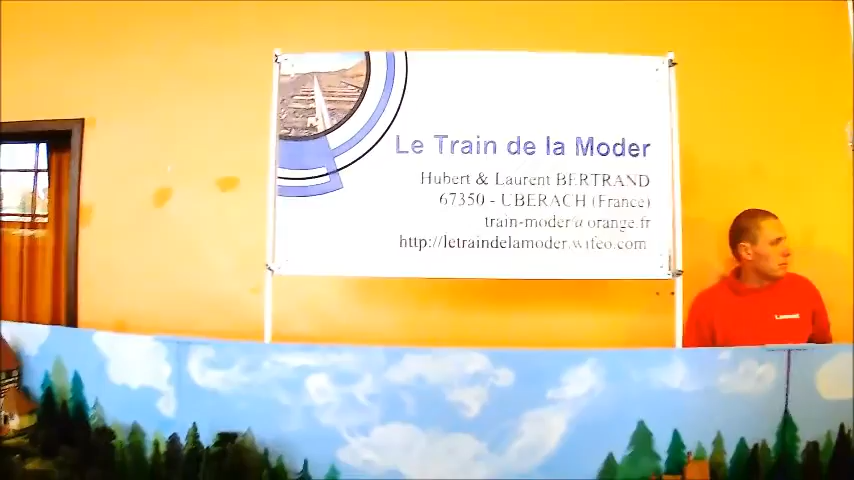 Le Train de la Moder
Hubert & Laurent BERTRAND
67350 - UBERACH (France)
train-moder@orange.fr
http://letraindelamoder.wifeo.com